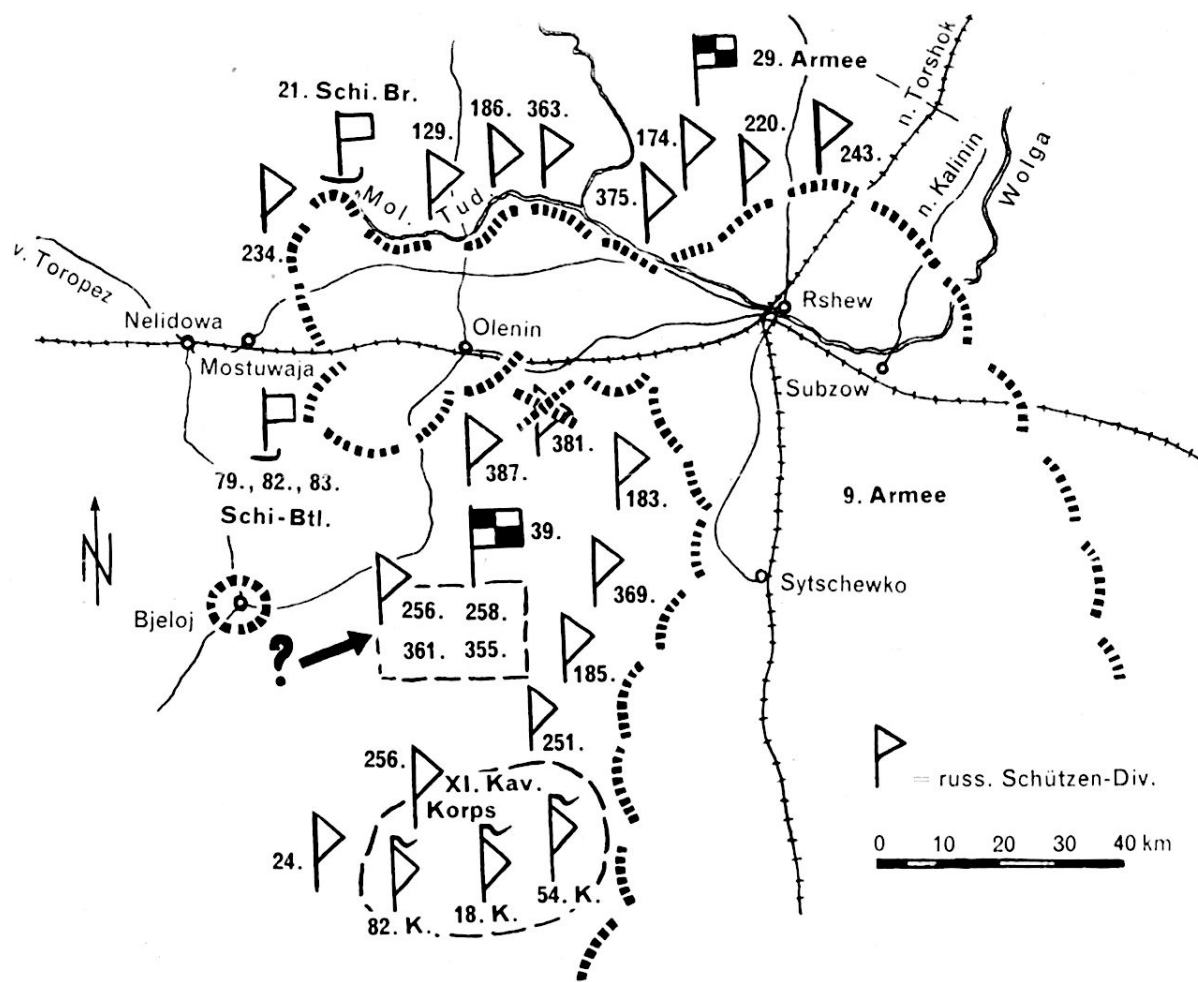 29. Armee
n. Torshok
21. Schi. Br.
186.
363.
129.
174.
220.
243.
n. Kalinin
Wolga
Mol. Tud.
375.
234.
v. Toropez
Nelidowa
Mostuwaja
Olenin
Rshew
Subzow
381.
387.
183.
79., 82., 83.
Schi-Btl.
9. Armee
N
39.
369.
Sytschewko
256. 258.
361. 355.
Bjeloj
?
185.
251.
256.
XI. Kav.
Korps
= russ. Schützen-Div.
24.
0 10 20 30 40 km
82. K.
18. K.
54. K.